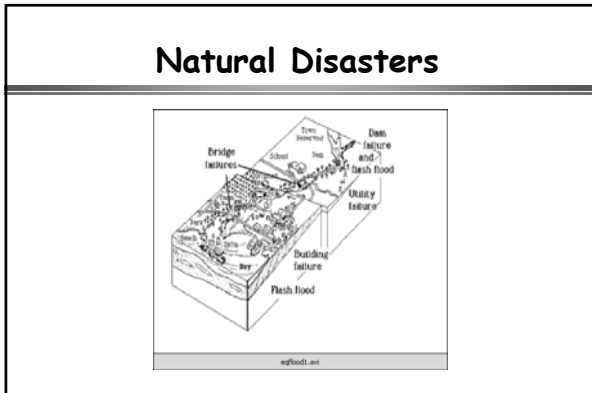 Natural Disasters
Town
Reservoir
Dam
failure
and
flash flood
Bridge
failures
School
Dam
Utility
failure
Town
Bay
Building
failure
Flash flood
eqflood1.avi